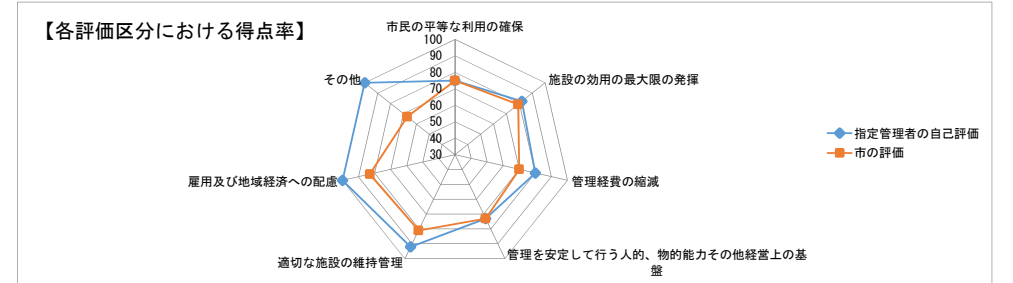 【各評価区分における得点率】
市民の平等な利用の確保
100
90
80
70
60
50
40
30
施設の効用の最大限の発揮
管理経費の縮減
管理を安定して行う人的、物的能力その他経営上の基
盤
適切な施設の維持管理
雇用及び地域経済への配慮
その他
指定管理者の自己評価
市の評価